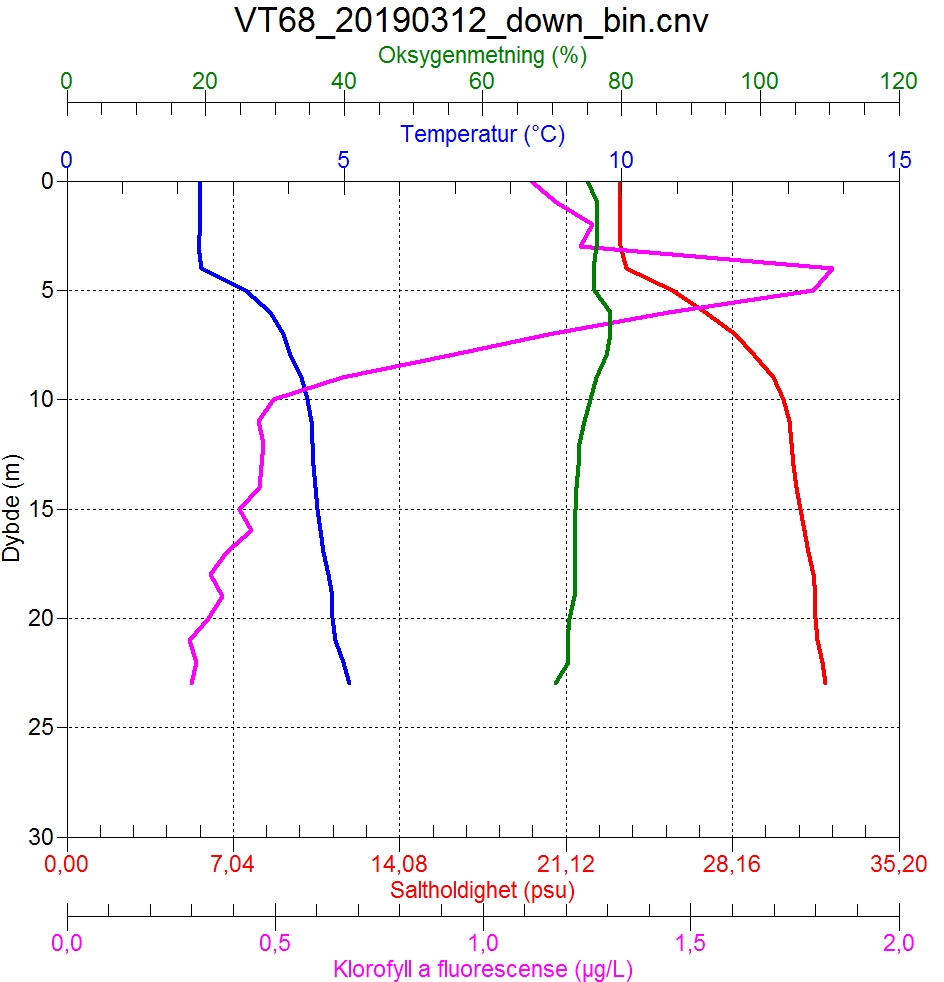 VT68_20190312_down_bin.cnv
Oksygenmetning (%)
0 20 40 60 80 100 120
Temperatur (°C)
0 5 10 15
0
5
10
15
20
25
30
Dybde (m)
0,00 7,04 14,08 21,12 28,16 35,20
Saltholdighet (psu)
0,0 0,5 1,0 1,5 2,0
Klorofyll a fluorescense (µg/L)